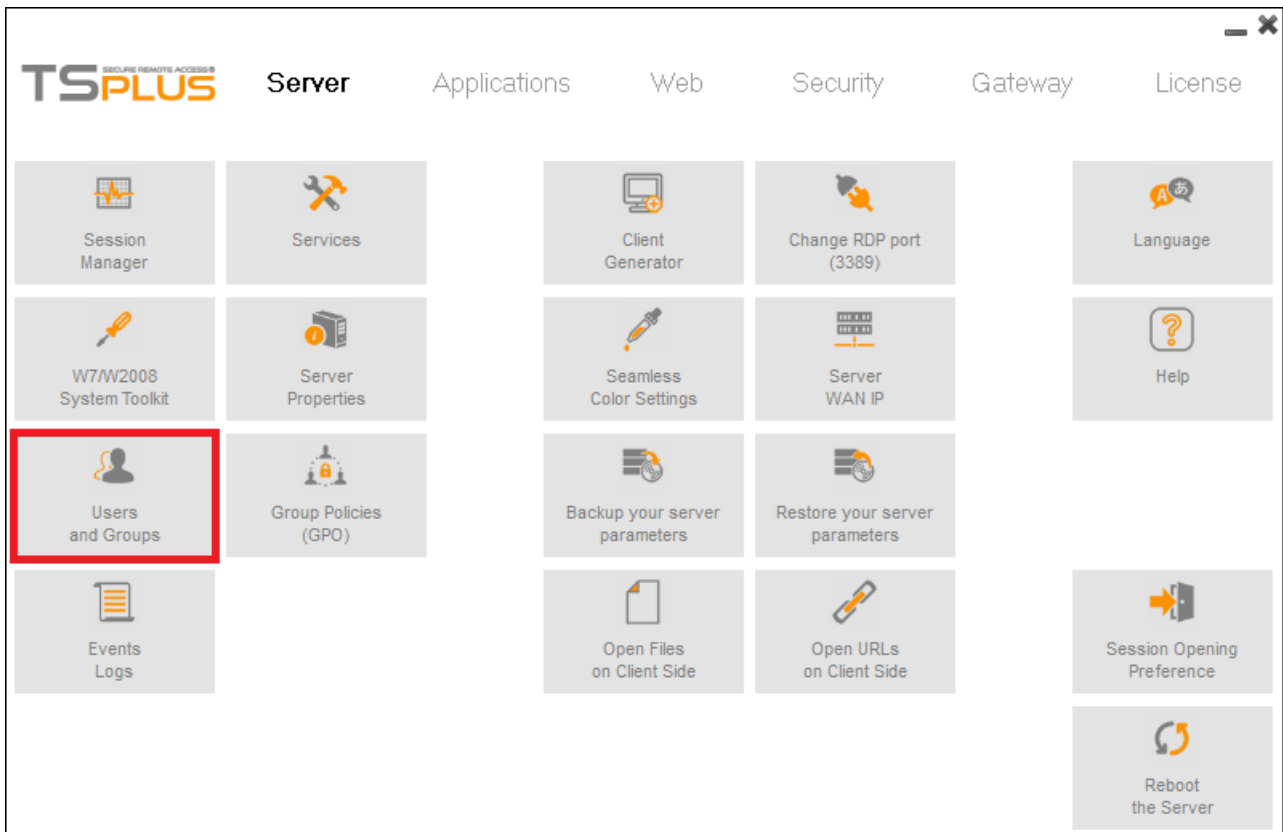 TSPLUS
SECURE REMOTE ACCESS®
Server
Applications
Web
Security
Gateway
License
Session
Manager
Services
Client
Generator
Change RDP port
(3389)
Language
W7/W2008
System Toolkit
Server
Properties
Seamless
Color Settings
Server
WAN IP
Help
Users
and Groups
Group Policies
(GPO)
Backup your server
parameters
Restore your server
parameters
Events
Logs
Open Files
on Client Side
Open URLs
on Client Side
Session Opening
Preference
Reboot
the Server